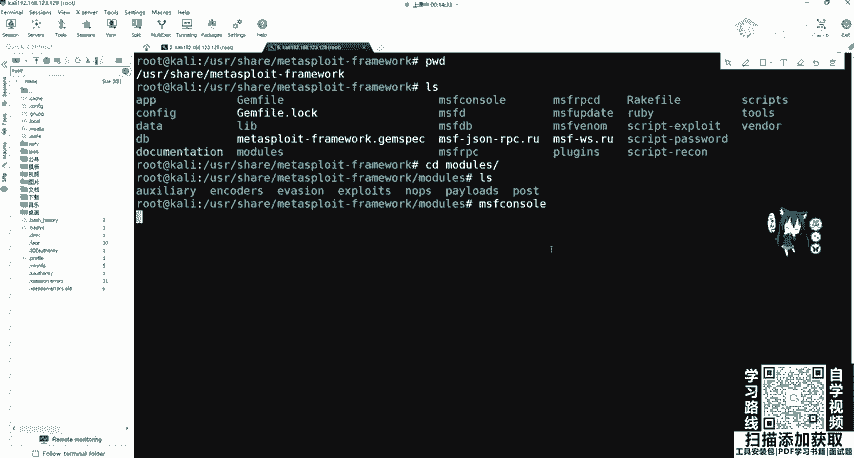 Terminal Sessions View X server Tools Settings Macros Help
Session Servers Tools Sessions View Split MultiExec Tunneling Packages Settings Help
root@kali:/usr/share/metasploit-framework# pwd
/usr/share/metasploit-framework
root@kali:/usr/share/metasploit-framework# ls
app Gemfile msfconsole msfrpcd Rakefile scripts
config Gemfile.lock msfd msfupdate ruby tools
data lib msfdb msfvenom script-exploit vendor
db metasploit-framework.gemspec msf-json-rpc.ru msf-ws.ru script-password
documentation modules msfrpc plugins script-recon
root@kali:/usr/share/metasploit-framework# cd modules/
root@kali:/usr/share/metasploit-framework/modules# ls
auxiliary encoders evasion exploits nops payloads post
root@kali:/usr/share/metasploit-framework/modules# msfconsole
Remote monitoring
Follow terminal folder
学习路线
自学视频
扫描添加获取
工具安装包|PDF学习书籍|面试题